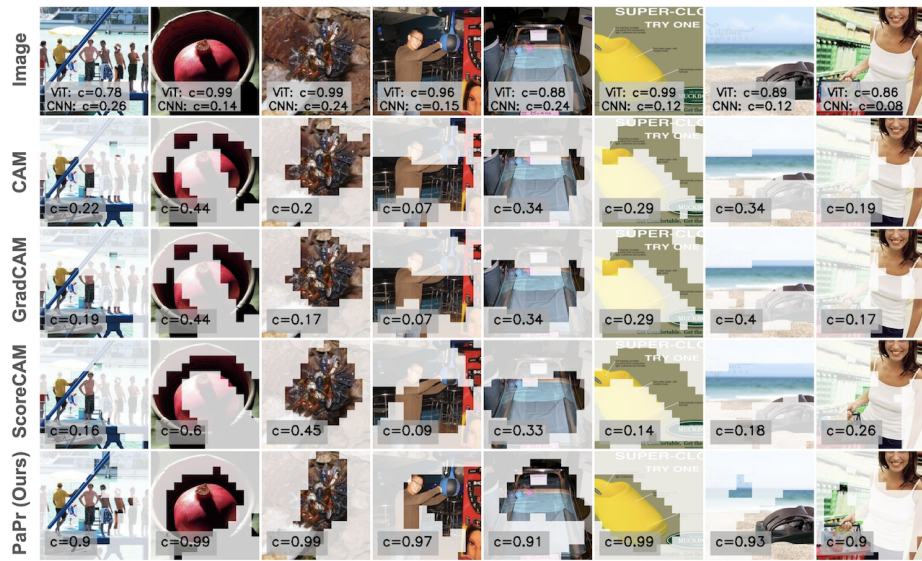 Image
SUPER-CLO
TRY ONE
ViT: c=0.78
CNN: c=0.26
ViT: c=0.99
CNN: c=0.14
ViT: c=0.99
CNN: c=0.24
ViT: c=0.96
CNN: c=0.15
ViT: c=0.88
CNN: c=0.24
ViT: c=0.99
CNN: c=0.12
ViT: c=0.89
CNN: c=0.12
ViT: c=0.86
CNN: c=0.08
CAM
SUPER-CLO
TRY ONE
c=0.22
c=0.44
c=0.2
c=0.07
c=0.34
c=0.29
c=0.34
c=0.19
GradCAM
SUPER-CLO
TRY ONE
c=0.19
c=0.44
c=0.17
c=0.07
c=0.34
c=0.29
c=0.4
c=0.17
ScoreCAM
SUPER-CLO
TRY ONE
c=0.16
c=0.6
c=0.45
c=0.09
c=0.33
c=0.14
c=0.18
c=0.26
PaPr (Ours)
SUPER-CLO
TRY ONE
c=0.9
c=0.99
c=0.99
c=0.97
c=0.91
c=0.99
c=0.93
c=0.9